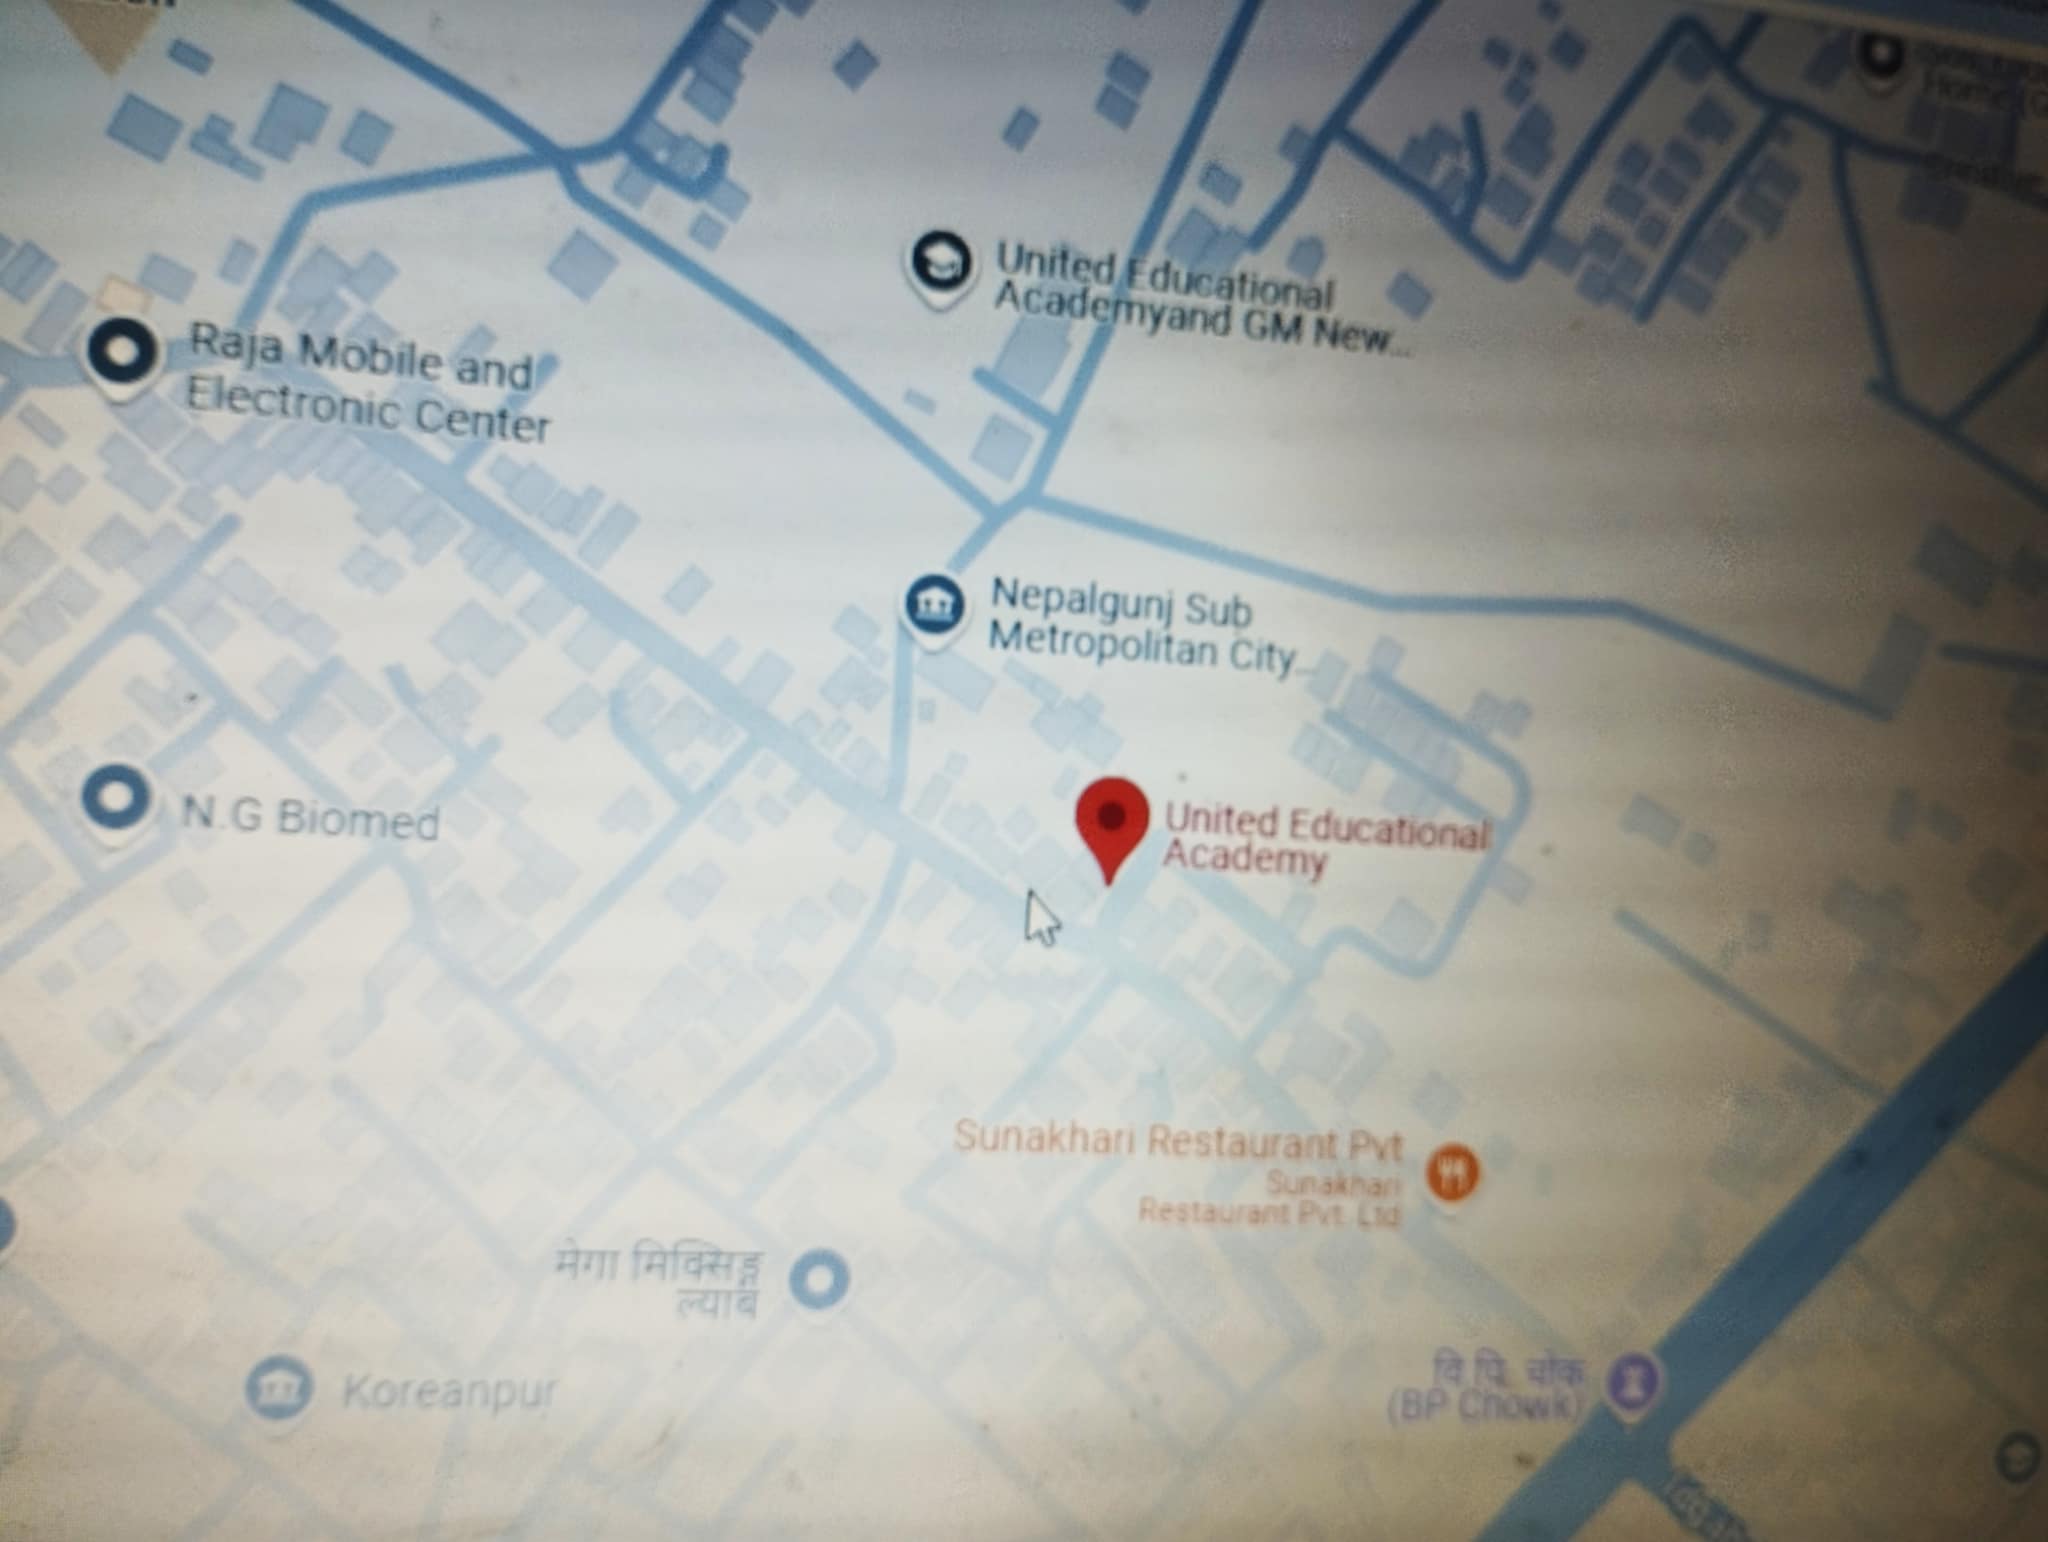 United Educational
Academyand GM New...
Raja Mobile and
Electronic Center
Nepalgunj Sub
Metropolitan City...
N.G Biomed
United Educational
Academy
Sunakhari Restaurant Pvt
Sunakhari
Restaurant Pvt. Ltd
मेगा मिक्सिङ्ग
ल्याब
Koreanpur
वि पि चोक
(BP Chowk)